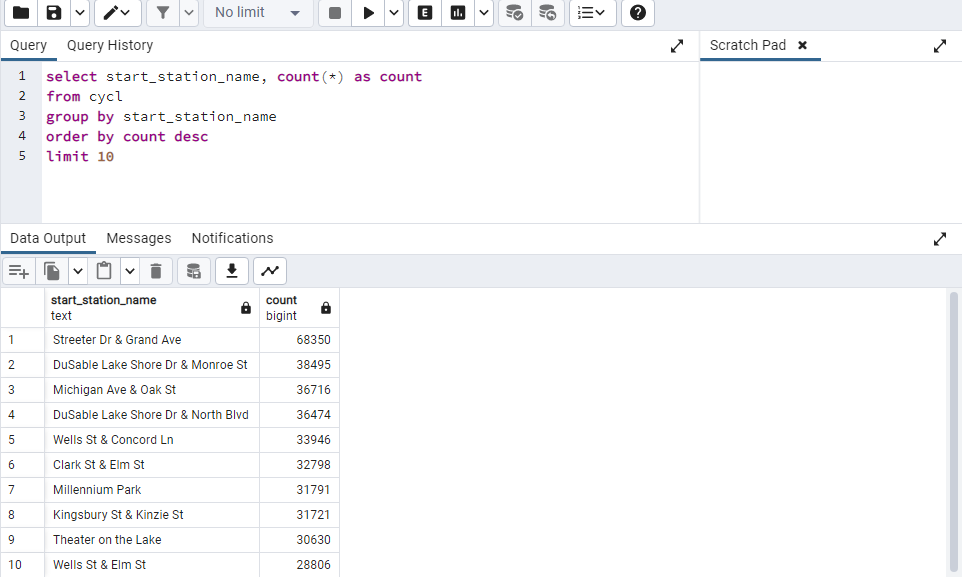 No limit
E
Query Query History
Scratch Pad
1 select start_station_name, count(*) as count
2 from cycl
3 group by start_station_name
4 order by count desc
5 limit 10
Data Output Messages Notifications
start_station_name count
text bigint
1 Streeter Dr & Grand Ave 68350
2 DuSable Lake Shore Dr & Monroe St 38495
3 Michigan Ave & Oak St 36716
4 DuSable Lake Shore Dr & North Blvd 36474
5 Wells St & Concord Ln 33946
6 Clark St & Elm St 32798
7 Millennium Park 31791
8 Kingsbury St & Kinzie St 31721
9 Theater on the Lake 30630
10 Wells St & Elm St 28806